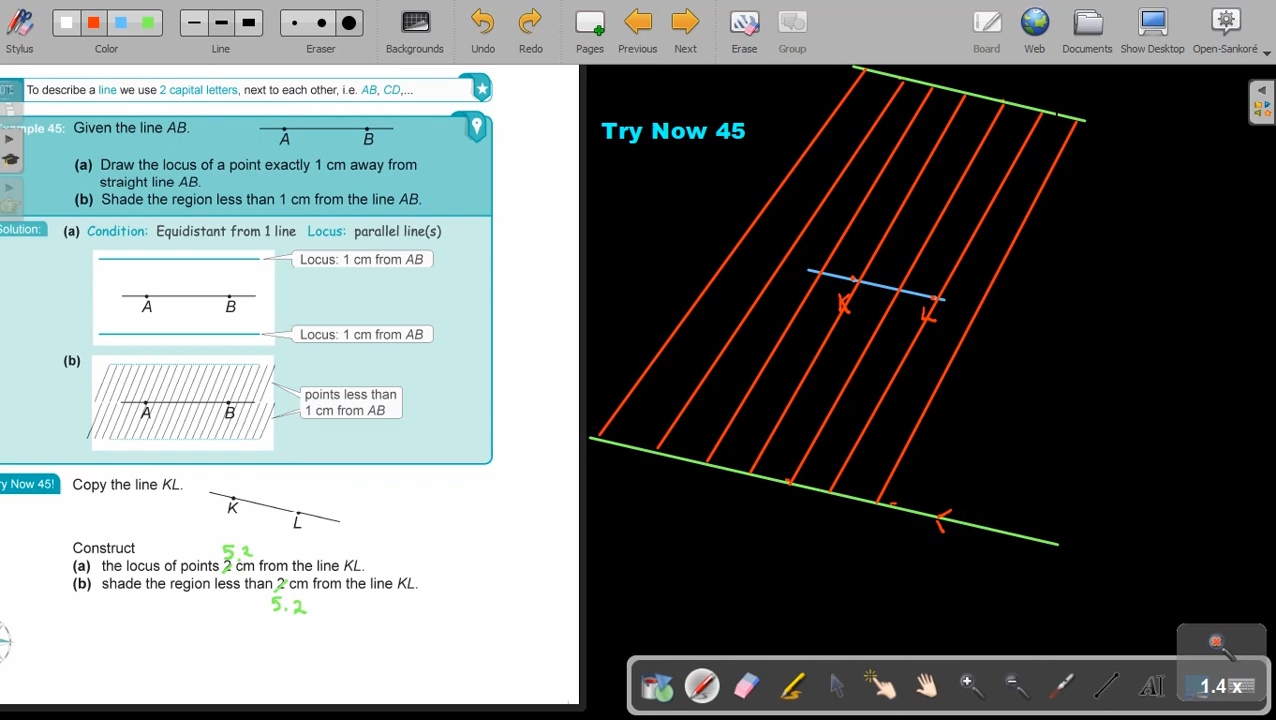 Stylus
Color
Line
Eraser
Backgrounds
Undo
Redo
Pages
Previous
Next
Erase
Group
Board
Web
Documents
Show Desktop
Open-Sankoré
To describe a line we use 2 capital letters, next to each other, i.e. AB, CD,...
xample 45: Given the line AB.
A B
(a) Draw the locus of a point exactly 1 cm away from
straight line AB.
(b) Shade the region less than 1 cm from the line AB.
Solution:
(a) Condition: Equidistant from 1 line Locus: parallel line(s)
Locus: 1 cm from AB
A B
Locus: 1 cm from AB
(b)
points less than
1 cm from AB
A B
ry Now 45! Copy the line KL.
K
L
Construct
5.2
(a) the locus of points 2 cm from the line KL.
(b) shade the region less than 2 cm from the line KL.
5.2
Try Now 45
K L
1.4 x
AI